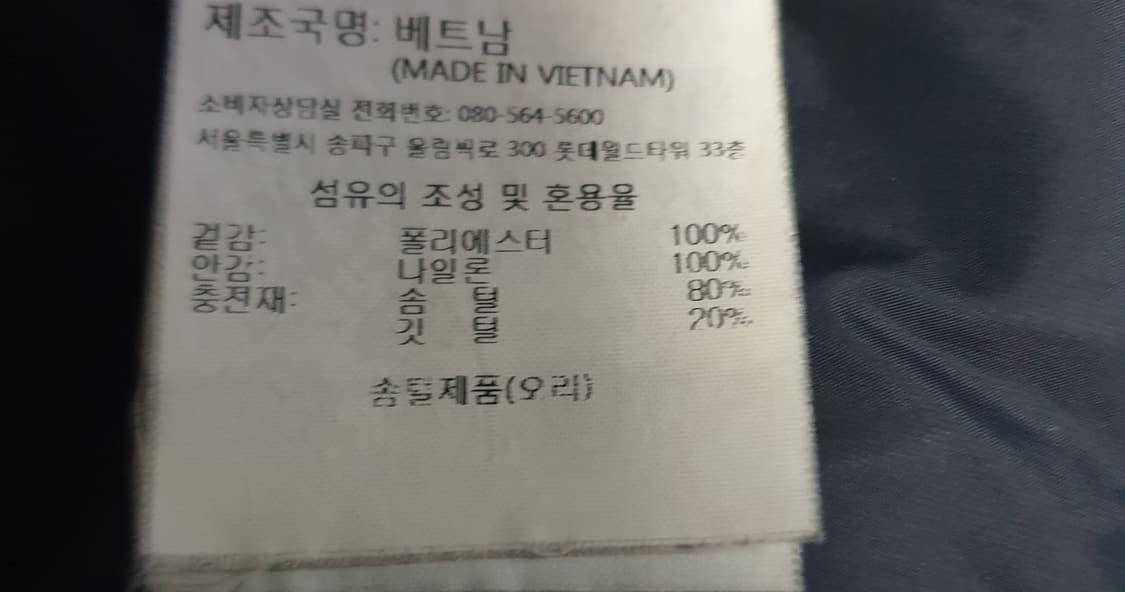 제조국명: 베트남
(MADE IN VIETNAM)
소비자상담실 전화번호: 080-564-5600
서울특별시 송파구 올림픽로 300 롯데월드타워 33층
섬유의 조성 및 혼용율
겉감: 폴리에스터 100%
안감: 나일론 100%
충전재: 솜 털 80%
깃 털 20%
솜털제품(오리)